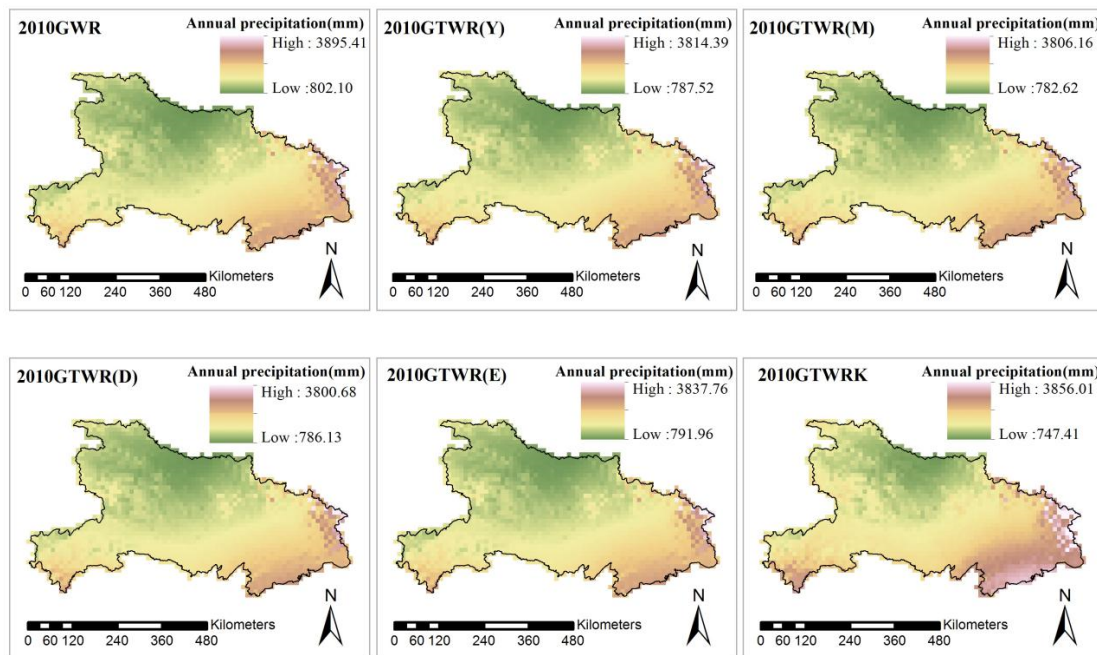 2010GWR
Annual precipitation(mm)
High : 3895.41
Low :802.10
N
Kilometers
0 60 120 240 360 480
2010GTWR(Y)
Annual precipitation(mm)
High : 3814.39
Low :787.52
N
Kilometers
0 60 120 240 360 480
2010GTWR(M)
Annual precipitation(mm)
High : 3806.16
Low :782.62
N
Kilometers
0 60 120 240 360 480
2010GTWR(D)
Annual precipitation(mm)
High : 3800.68
Low :786.13
N
Kilometers
0 60 120 240 360 480
2010GTWR(E)
Annual precipitation(mm)
High : 3837.76
Low :791.96
N
Kilometers
0 60 120 240 360 480
2010GTWRK
Annual precipitation(mm)
High : 3856.01
Low :747.41
N
Kilometers
0 60 120 240 360 480